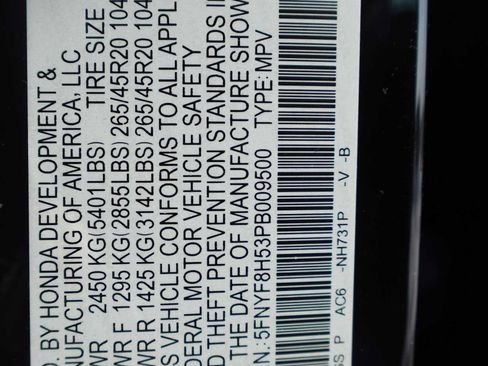 D. BY HONDA DEVELOPMENT &
NUFACTURING OF AMERICA, LLC
WR 2450 KG(5401LBS) TIRE SIZE
WR F 1295 KG(2855LBS) 265/45R20 104
WR R 1425 KG(3142LBS) 265/45R20 104
S VEHICLE CONFORMS TO ALL APPL
DERAL MOTOR VEHICLE SAFETY
D THEFT PREVENTION STANDARDS I
THE DATE OF MANUFACTURE SHOW
N.: 5FNYF8H53PB009500 TYPE: MPV
SS P AC6 -NH731P -V -B